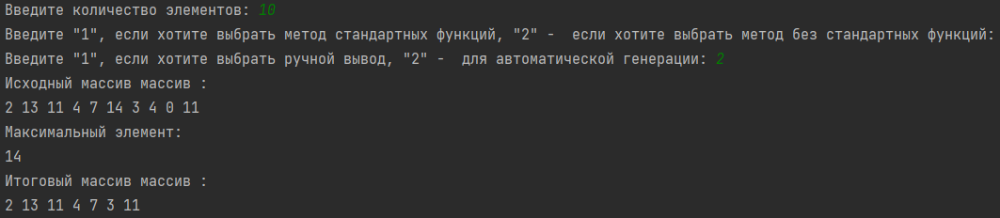 Введите количество элементов: 10
Введите "1", если хотите выбрать метод стандартных функций, "2" -  если хотите выбрать метод без стандартных функций:
Введите "1", если хотите выбрать ручной вывод, "2" -  для автоматической генерации: 2
Исходный массив массив :
2 13 11 4 7 14 3 4 0 11
Максимальный элемент:
14
Итоговый массив массив :
2 13 11 4 7 3 11